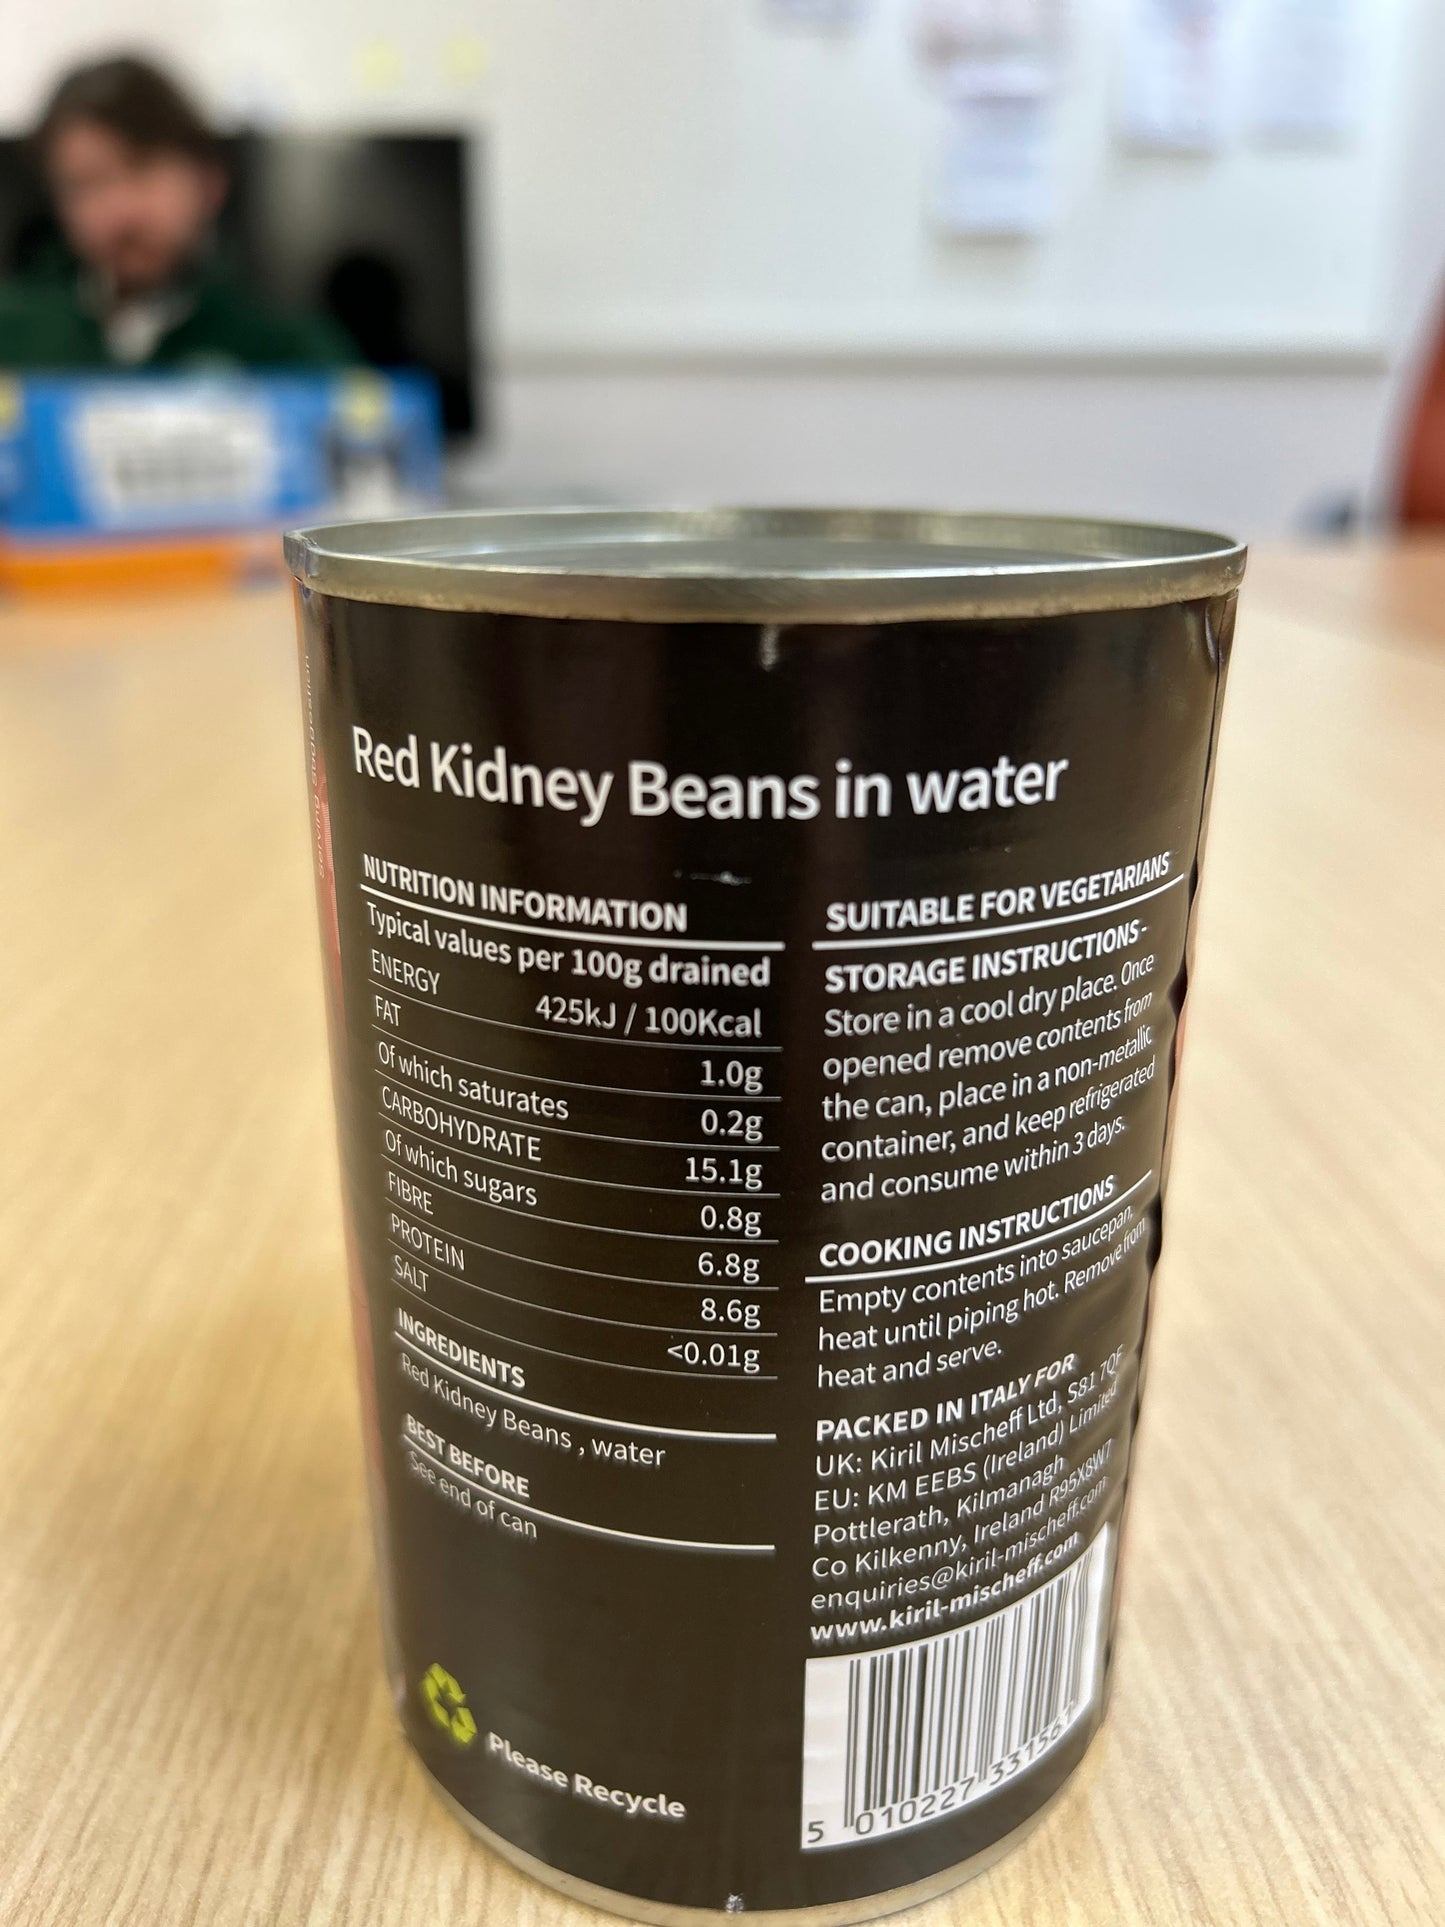 Serving Suggestion
Red Kidney Beans in water
NUTRITION INFORMATION
Typical values per 100g drained
ENERGY 425kJ / 100Kcal
FAT 1.0g
Of which saturates 0.2g
CARBOHYDRATE 15.1g
Of which sugars 0.8g
FIBRE 6.8g
PROTEIN 8.6g
SALT <0.01g
INGREDIENTS
Red Kidney Beans , water
BEST BEFORE
See end of can
Please Recycle
SUITABLE FOR VEGETARIANS
STORAGE INSTRUCTIONS-
Store in a cool dry place. Once
opened remove contents from
the can, place in a non-metallic
container, and keep refrigerated
and consume within 3 days.
COOKING INSTRUCTIONS
Empty contents into saucepan,
heat until piping hot. Remove from
heat and serve.
PACKED IN ITALY FOR
UK: Kiril Mischeff Ltd, S81 7QF
EU: KM EEBS (Ireland) Limited
Pottlerath, Kilmanagh
Co Kilkenny, Ireland R95X8W7
enquiries@kiril-mischeff.com
www.kiril-mischeff.com
5 010227 331567